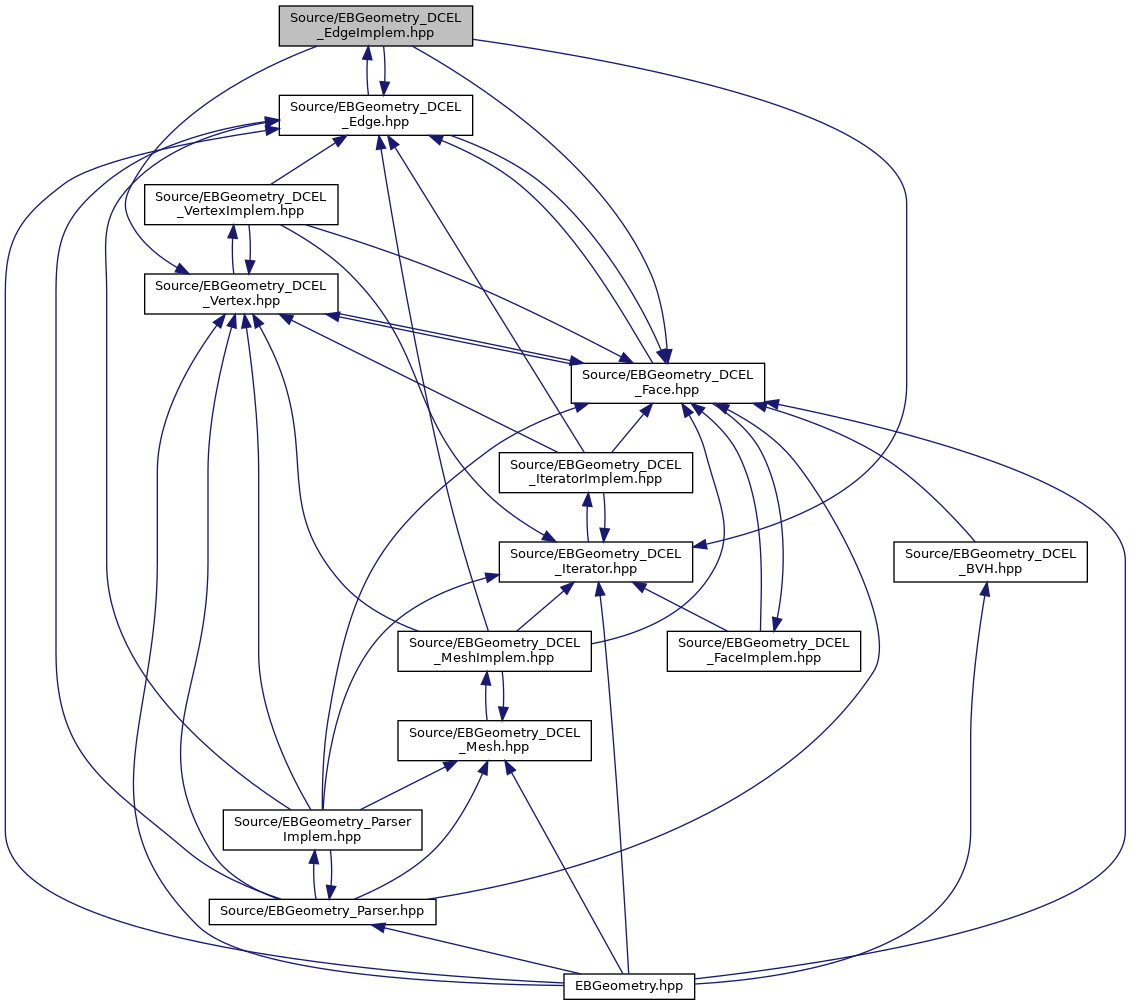 Source/EBGeometry_DCEL
_EdgeImplem.hpp
Source/EBGeometry_DCEL
_Edge.hpp
Source/EBGeometry_DCEL
_VertexImplem.hpp
Source/EBGeometry_DCEL
_Vertex.hpp
Source/EBGeometry_DCEL
_Face.hpp
Source/EBGeometry_DCEL
_IteratorImplem.hpp
Source/EBGeometry_DCEL
_Iterator.hpp
Source/EBGeometry_DCEL
_BVH.hpp
Source/EBGeometry_DCEL
_MeshImplem.hpp
Source/EBGeometry_DCEL
_FaceImplem.hpp
Source/EBGeometry_DCEL
_Mesh.hpp
Source/EBGeometry_Parser
Implem.hpp
Source/EBGeometry_Parser.hpp
EBGeometry.hpp